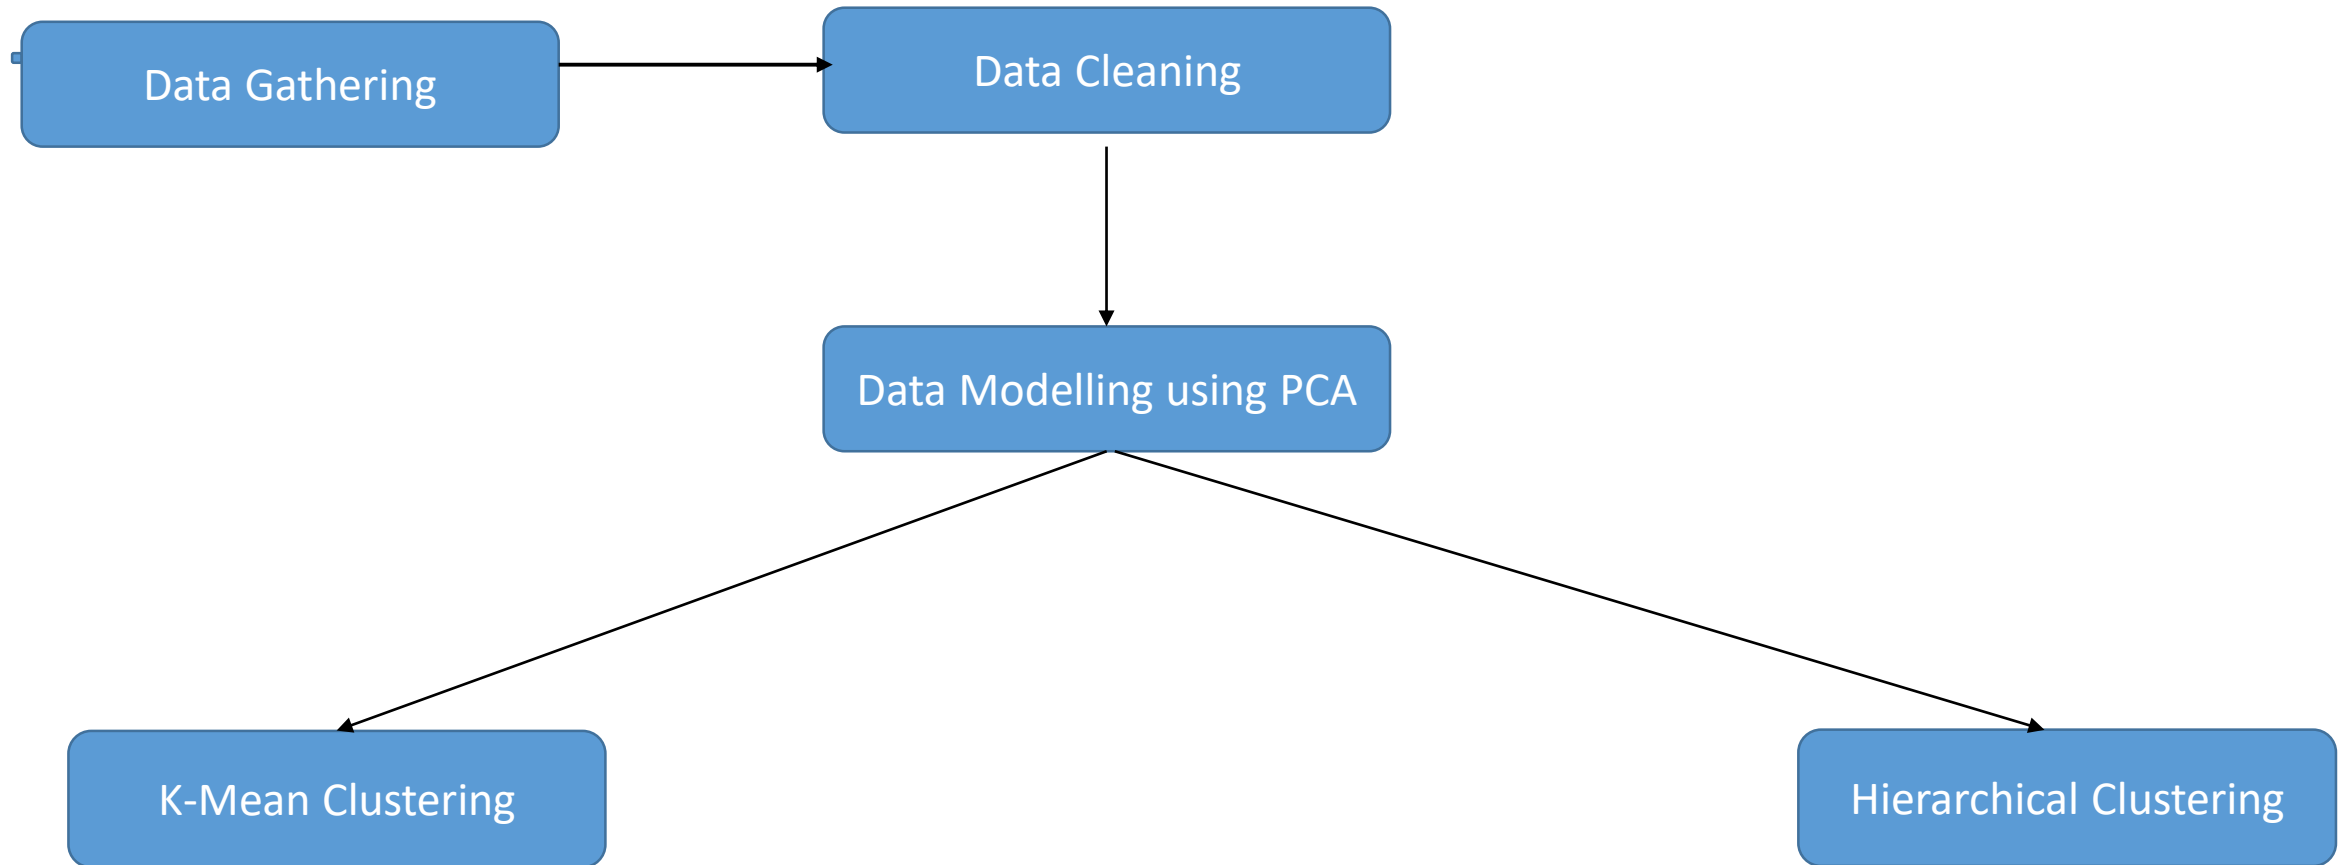 Data Gathering
Data Cleaning
Data Modelling using PCA
K-Mean Clustering
Hierarchical Clustering